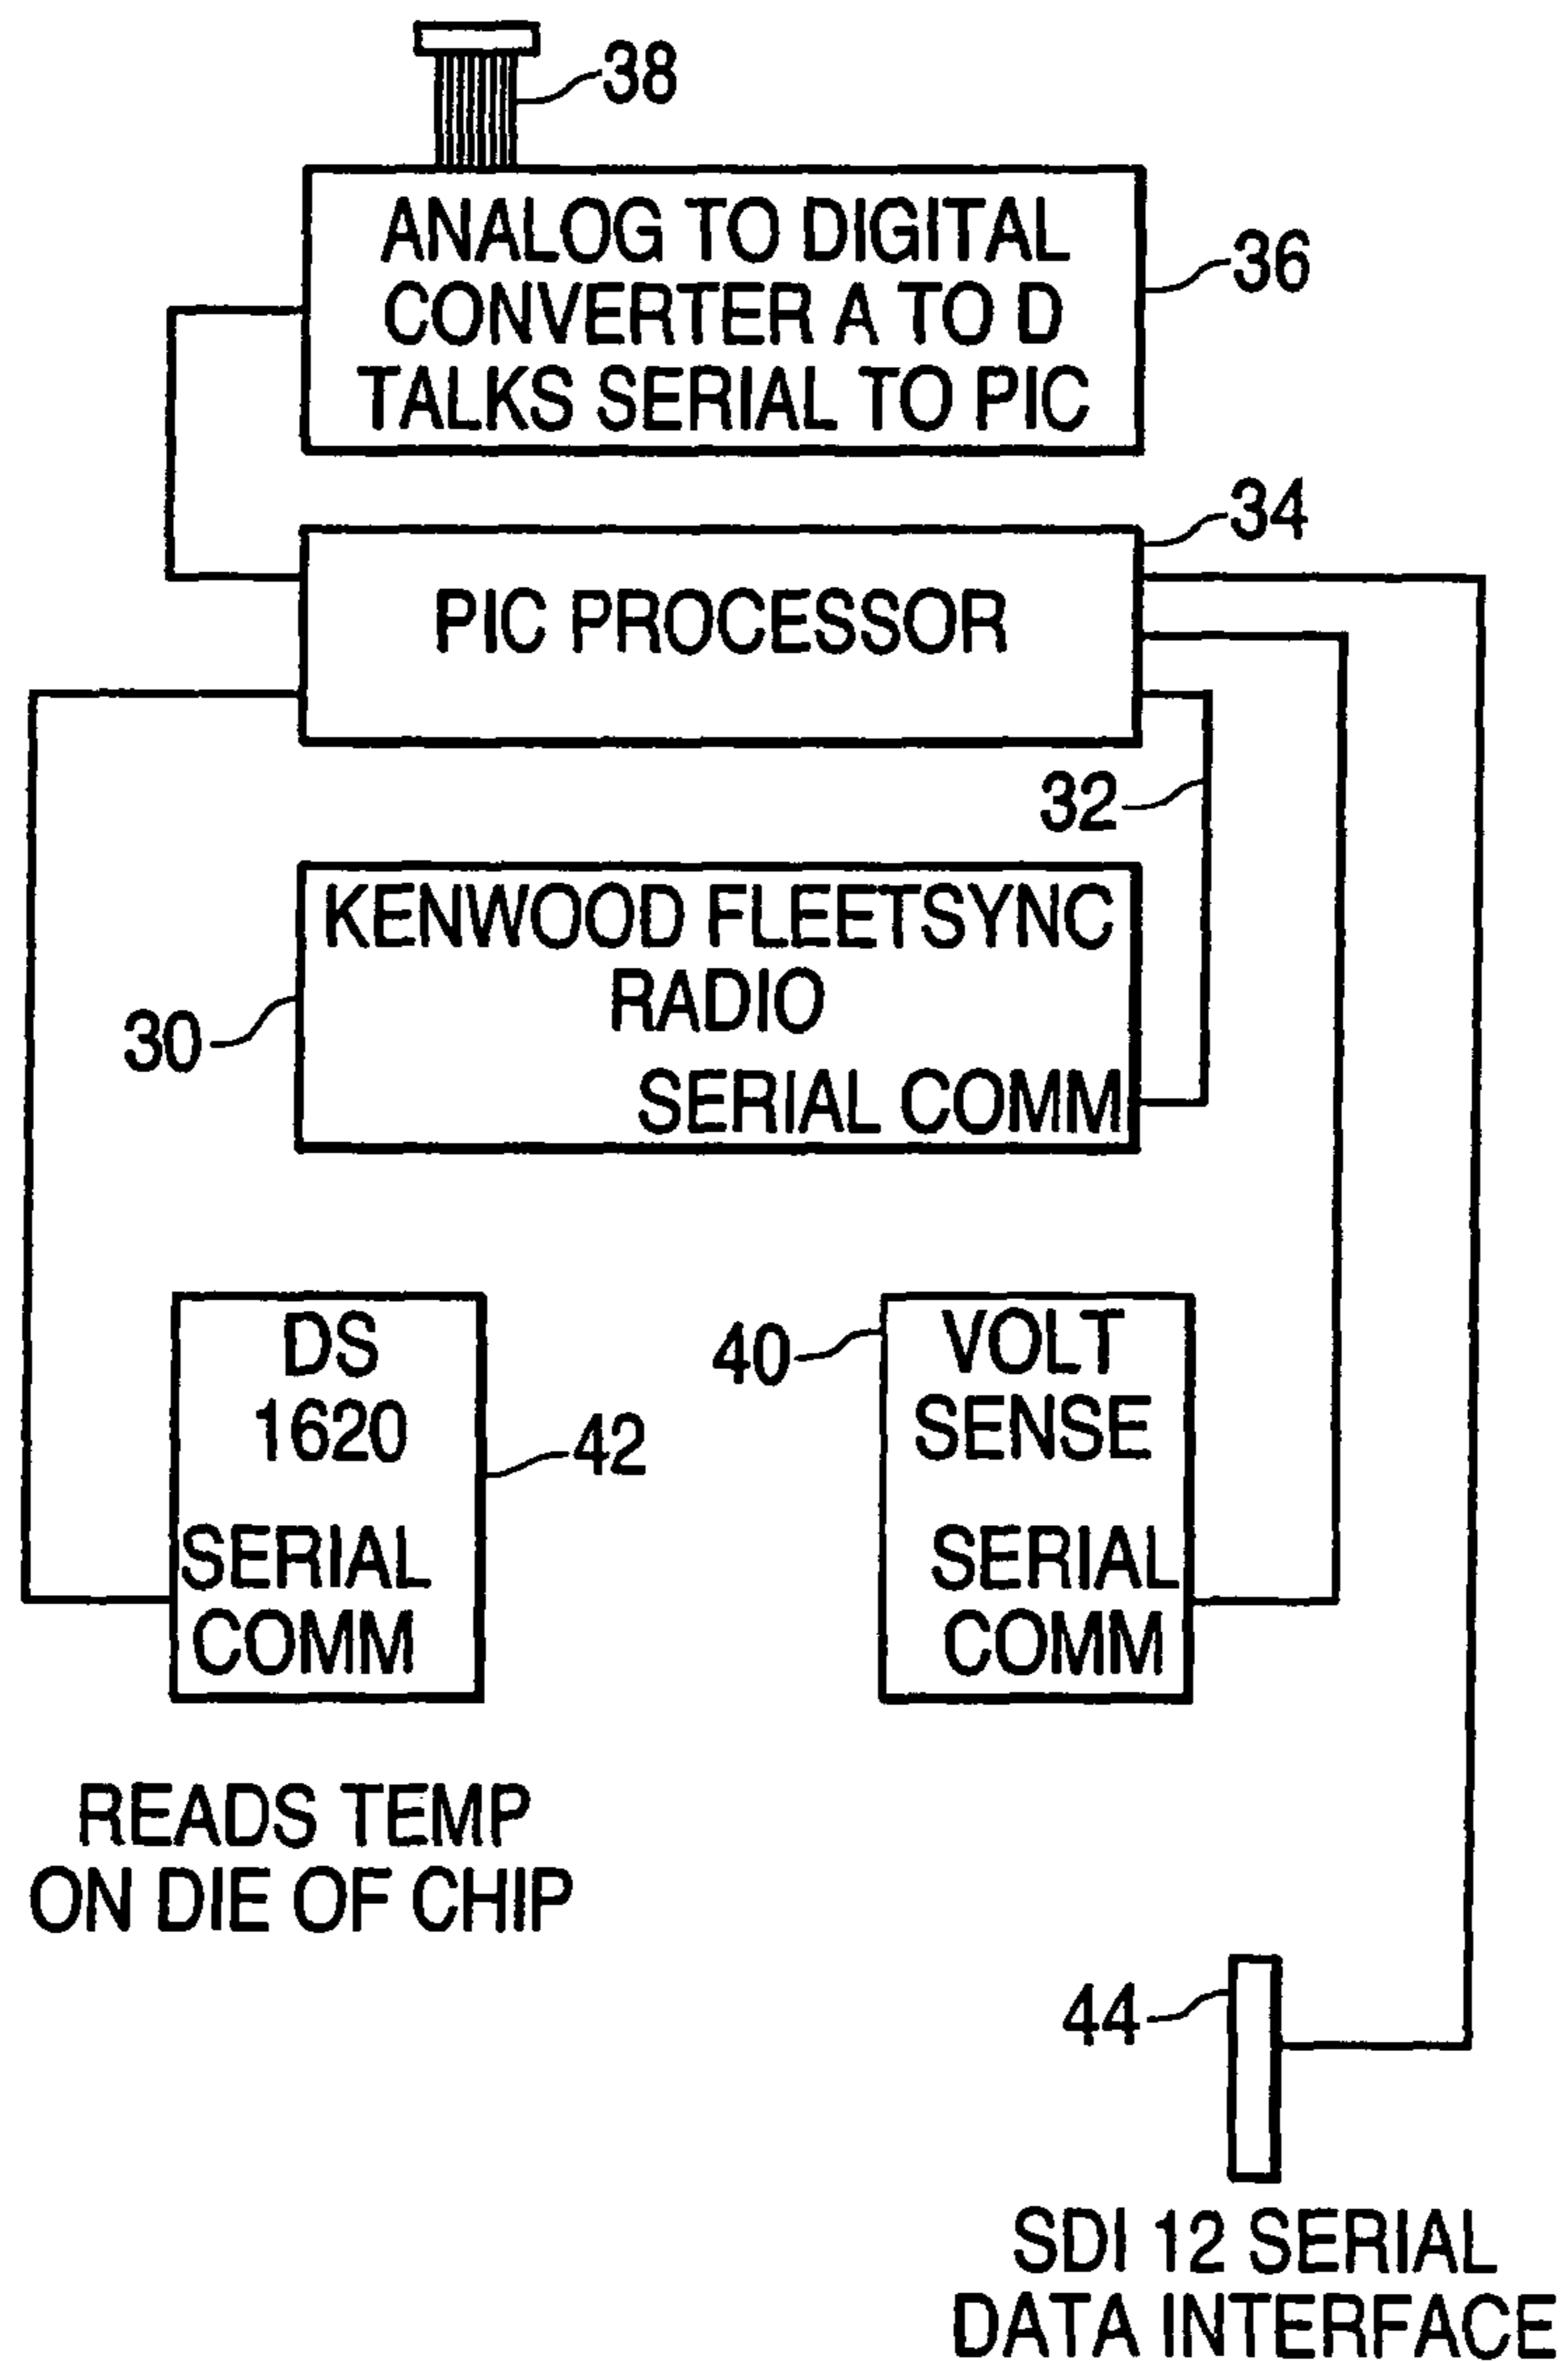 38
ANALOG TO DIGITAL
CONVERTER A TO D
TALKS SERIAL TO PIC
36
34
PIC PROCESSOR
32
KENWOOD FLEETSYNC
RADIO
30
SERIAL COMM
DS
1620
SERIAL
COMM
42
40
VOLT
SENSE
SERIAL
COMM
READS TEMP
ON DIE OF CHIP
44
SDI 12 SERIAL
DATA INTERFACE